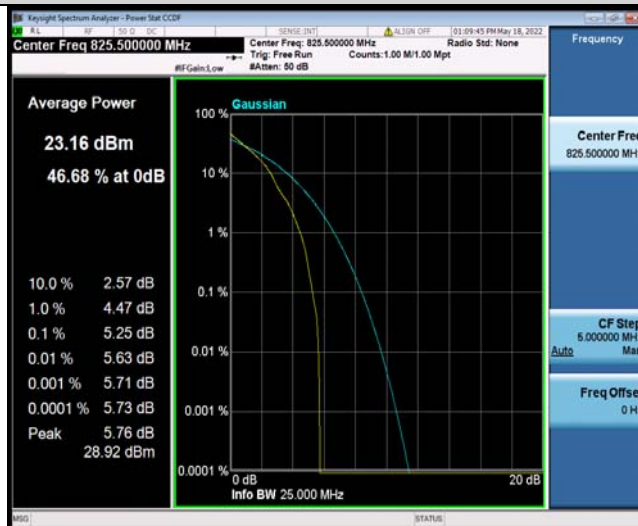 Keysight Spectrum Analyzer - Power Stat CCDF
RL RF 50 Ω DC SENSE:INT ALIGN OFF 01:09:45 PM May 18, 2022
Center Freq 825.500000 MHz
Center Freq: 825.500000 MHz Radio Std: None
Trig: Free Run Counts:1.00 M/1.00 Mpt
#IFGain:Low #Atten: 50 dB
Frequency
Average Power
23.16 dBm
46.68 % at 0dB
10.0 % 2.57 dB
1.0 % 4.47 dB
0.1 % 5.25 dB
0.01 % 5.63 dB
0.001 % 5.71 dB
0.0001 % 5.73 dB
Peak 5.76 dB
28.92 dBm
Gaussian
100 %
10 %
1 %
0.1 %
0.01 %
0.001 %
0.0001 %
0 dB 20 dB
Info BW 25.000 MHz
Center Fre
825.500000 MH
CF Step
5.000000 MH
Auto Ma
Freq Offse
0 H
MSG STATUS